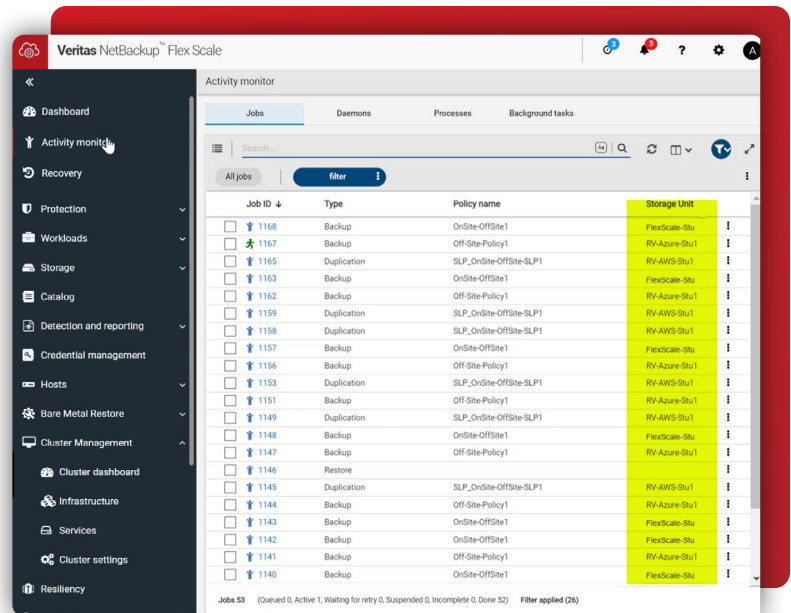 Veritas NetBackup™ Flex Scale
3
3
?
A
«
Activity monitor
Dashboard
Activity monitor
Recovery
Protection
Workloads
Storage
Catalog
Detection and reporting
Credential management
Hosts
Bare Metal Restore
Cluster Management
Cluster dashboard
Infrastructure
Services
Cluster settings
Resiliency
Jobs Daemons Processes Background tasks
Search... Aa
All jobs filter
Job ID ↓ Type Policy name Storage Unit
1168 Backup OnSite-OffSite1 FlexScale-Stu
1167 Backup Off-Site-Policy1 RV-Azure-Stu1
1165 Duplication SLP_OnSite-OffSite-SLP1 RV-AWS-Stu1
1163 Backup OnSite-OffSite1 FlexScale-Stu
1162 Backup Off-Site-Policy1 RV-Azure-Stu1
1159 Duplication SLP_OnSite-OffSite-SLP1 RV-AWS-Stu1
1158 Duplication SLP_OnSite-OffSite-SLP1 RV-AWS-Stu1
1157 Backup OnSite-OffSite1 FlexScale-Stu
1156 Backup Off-Site-Policy1 RV-Azure-Stu1
1153 Duplication SLP_OnSite-OffSite-SLP1 RV-AWS-Stu1
1151 Backup Off-Site-Policy1 RV-Azure-Stu1
1149 Duplication SLP_OnSite-OffSite-SLP1 RV-AWS-Stu1
1148 Backup OnSite-OffSite1 FlexScale-Stu
1147 Backup Off-Site-Policy1 RV-Azure-Stu1
1146 Restore
1145 Duplication SLP_OnSite-OffSite-SLP1 RV-AWS-Stu1
1144 Backup Off-Site-Policy1 RV-Azure-Stu1
1143 Backup OnSite-OffSite1 FlexScale-Stu
1142 Backup OnSite-OffSite1 FlexScale-Stu
1141 Backup Off-Site-Policy1 RV-Azure-Stu1
1140 Backup OnSite-OffSite1 FlexScale-Stu
Jobs 53 (Queued 0, Active 1, Waiting for retry 0, Suspended 0, Incomplete 0, Done 52) Filter applied (26)